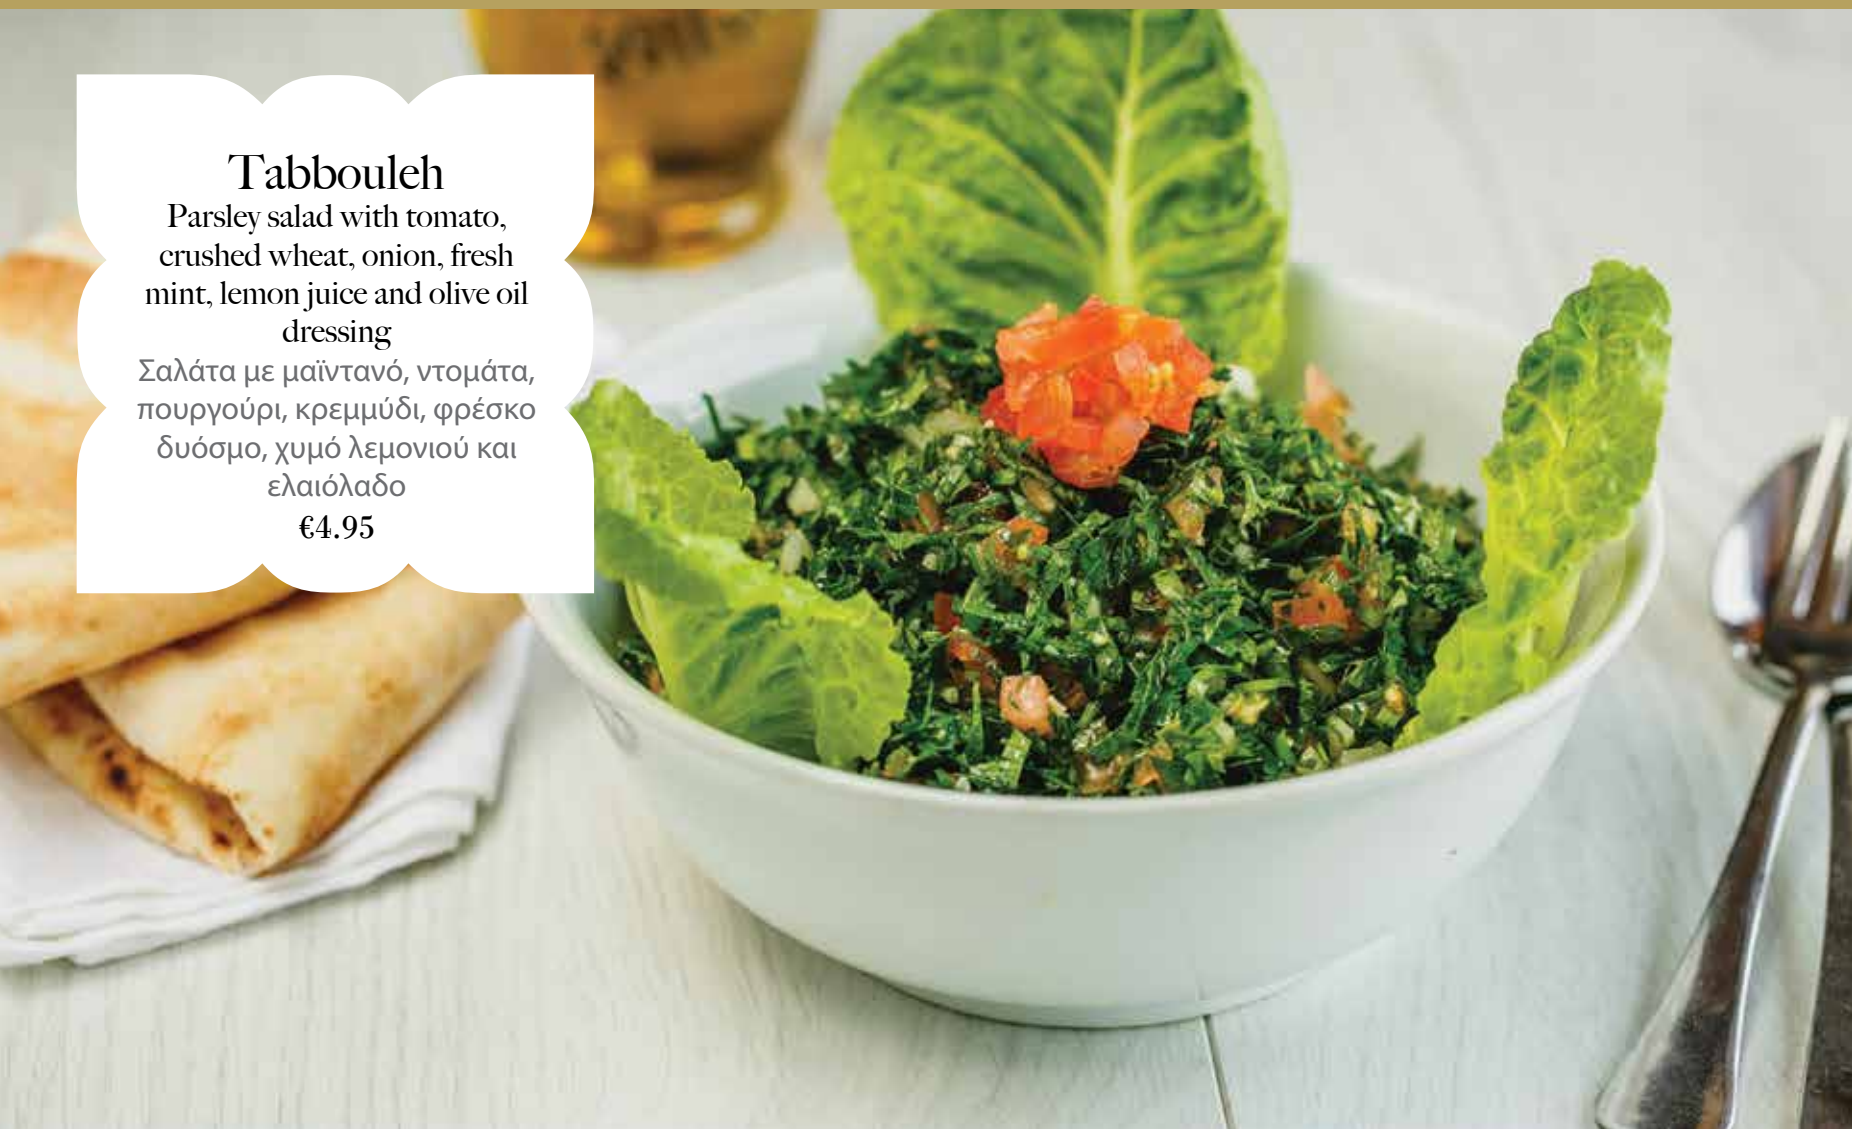 Tabbouleh
Parsley salad with tomato,
crushed wheat, onion, fresh
mint, lemon juice and olive oil
dressing
Σαλάτα με μαϊντανό, ντομάτα,
πουργούρι, κρεμμύδι, φρέσκο
δυόσμο, χυμό λεμονιού και
ελαιόλαδο
€4.95